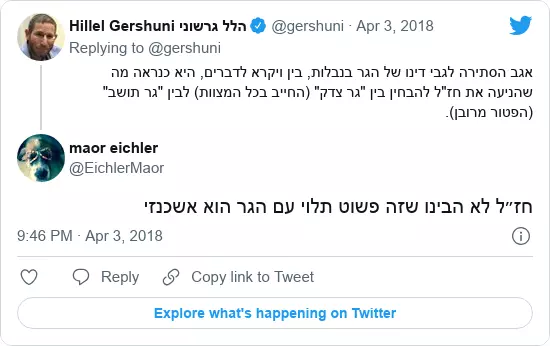 Hillel Gershuni הלל גרשוני @gershuni · Apr 3, 2018
Replying to @gershuni
אגב הסתירה לגבי דינו של הגר בנבלות, בין ויקרא לדברים, היא כנראה מה
שהניעה את חז"ל להבחין בין "גר צדק" (החייב בכל המצוות) לבין "גר תושב"
(הפטור מרובן).
maor eichler
@EichlerMaor
חז״ל לא הבינו שזה פשוט תלוי עם הגר הוא אשכנזי
9:46 PM · Apr 3, 2018
Reply
Copy link to Tweet
Explore what's happening on Twitter